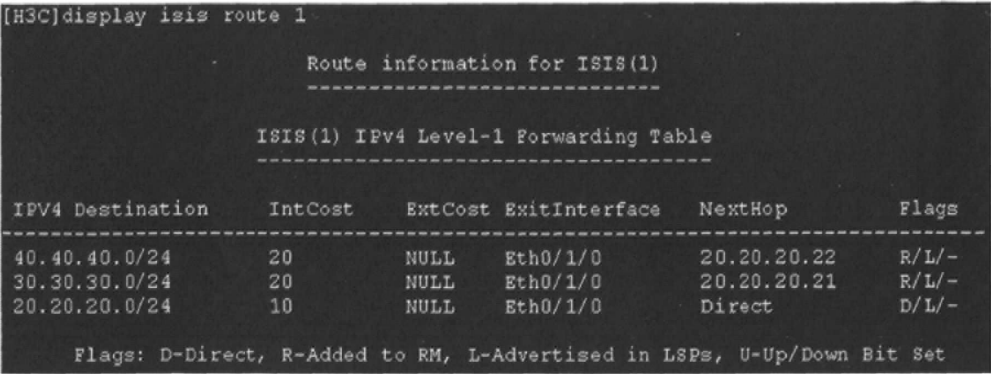 [H3C]display isis route 1
Route information for ISIS(1)
------------------------------
ISIS(1) IPv4 Level-1 Forwarding Table
---------------------------------------
IPV4 Destination IntCost ExtCost ExitInterface NextHop Flags
--------------------------------------------------------------------------------
40.40.40.0/24 20 NULL Eth0/1/0 20.20.20.22 R/L/-
30.30.30.0/24 20 NULL Eth0/1/0 20.20.20.21 R/L/-
20.20.20.0/24 10 NULL Eth0/1/0 Direct D/L/-
Flags: D-Direct, R-Added to RM, L-Advertised in LSPs, U-Up/Down Bit Set